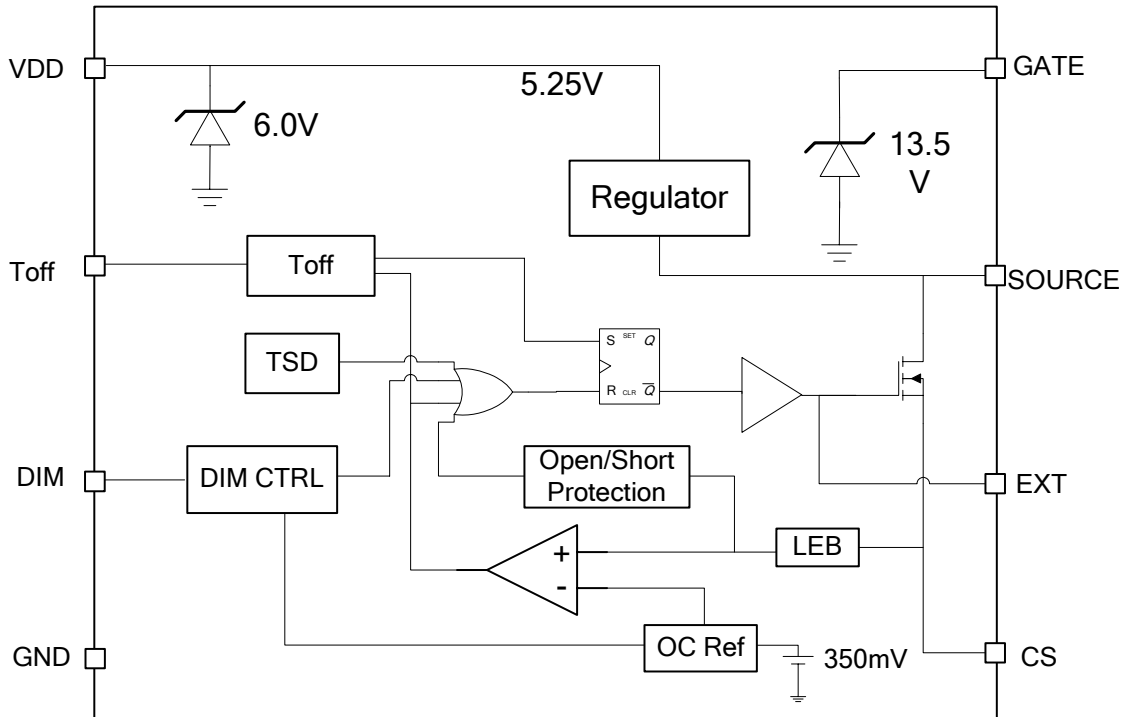 VDD
GATE
5.25V
6.0V
13.5
V
Regulator
Toff
Toff
SOURCE
S SET Q
TSD
R CLR Q̅
DIM
DIM CTRL
Open/Short
Protection
EXT
+
LEB
-
GND
OC Ref
350mV
CS